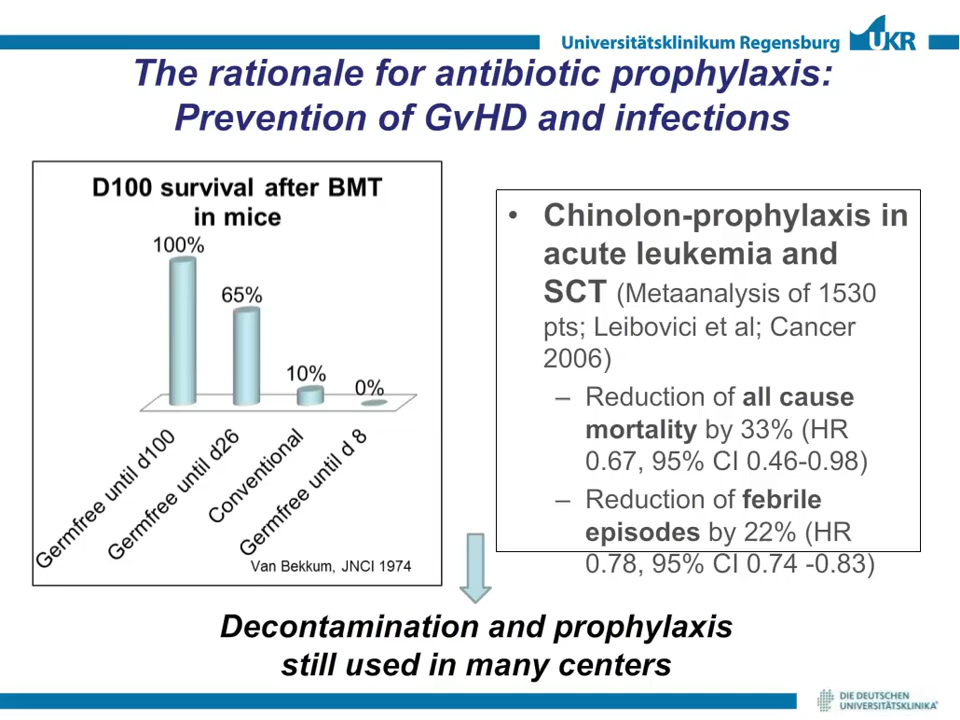 Universitätsklinikum Regensburg UKR
The rationale for antibiotic prophylaxis:
Prevention of GvHD and infections
D100 survival after BMT
in mice
100%
65%
10%
0%
Germfree until d100
Germfree until d26
Conventional
Germfree until d 8
Van Bekkum, JNCI 1974
• Chinolon-prophylaxis in
acute leukemia and
SCT (Metaanalysis of 1530
pts; Leibovici et al; Cancer
2006)
– Reduction of all cause
mortality by 33% (HR
0.67, 95% CI 0.46-0.98)
– Reduction of febrile
episodes by 22% (HR
0.78, 95% CI 0.74 -0.83)
Decontamination and prophylaxis
still used in many centers
DIE DEUTSCHEN
UNIVERSITÄTSKLINIKA